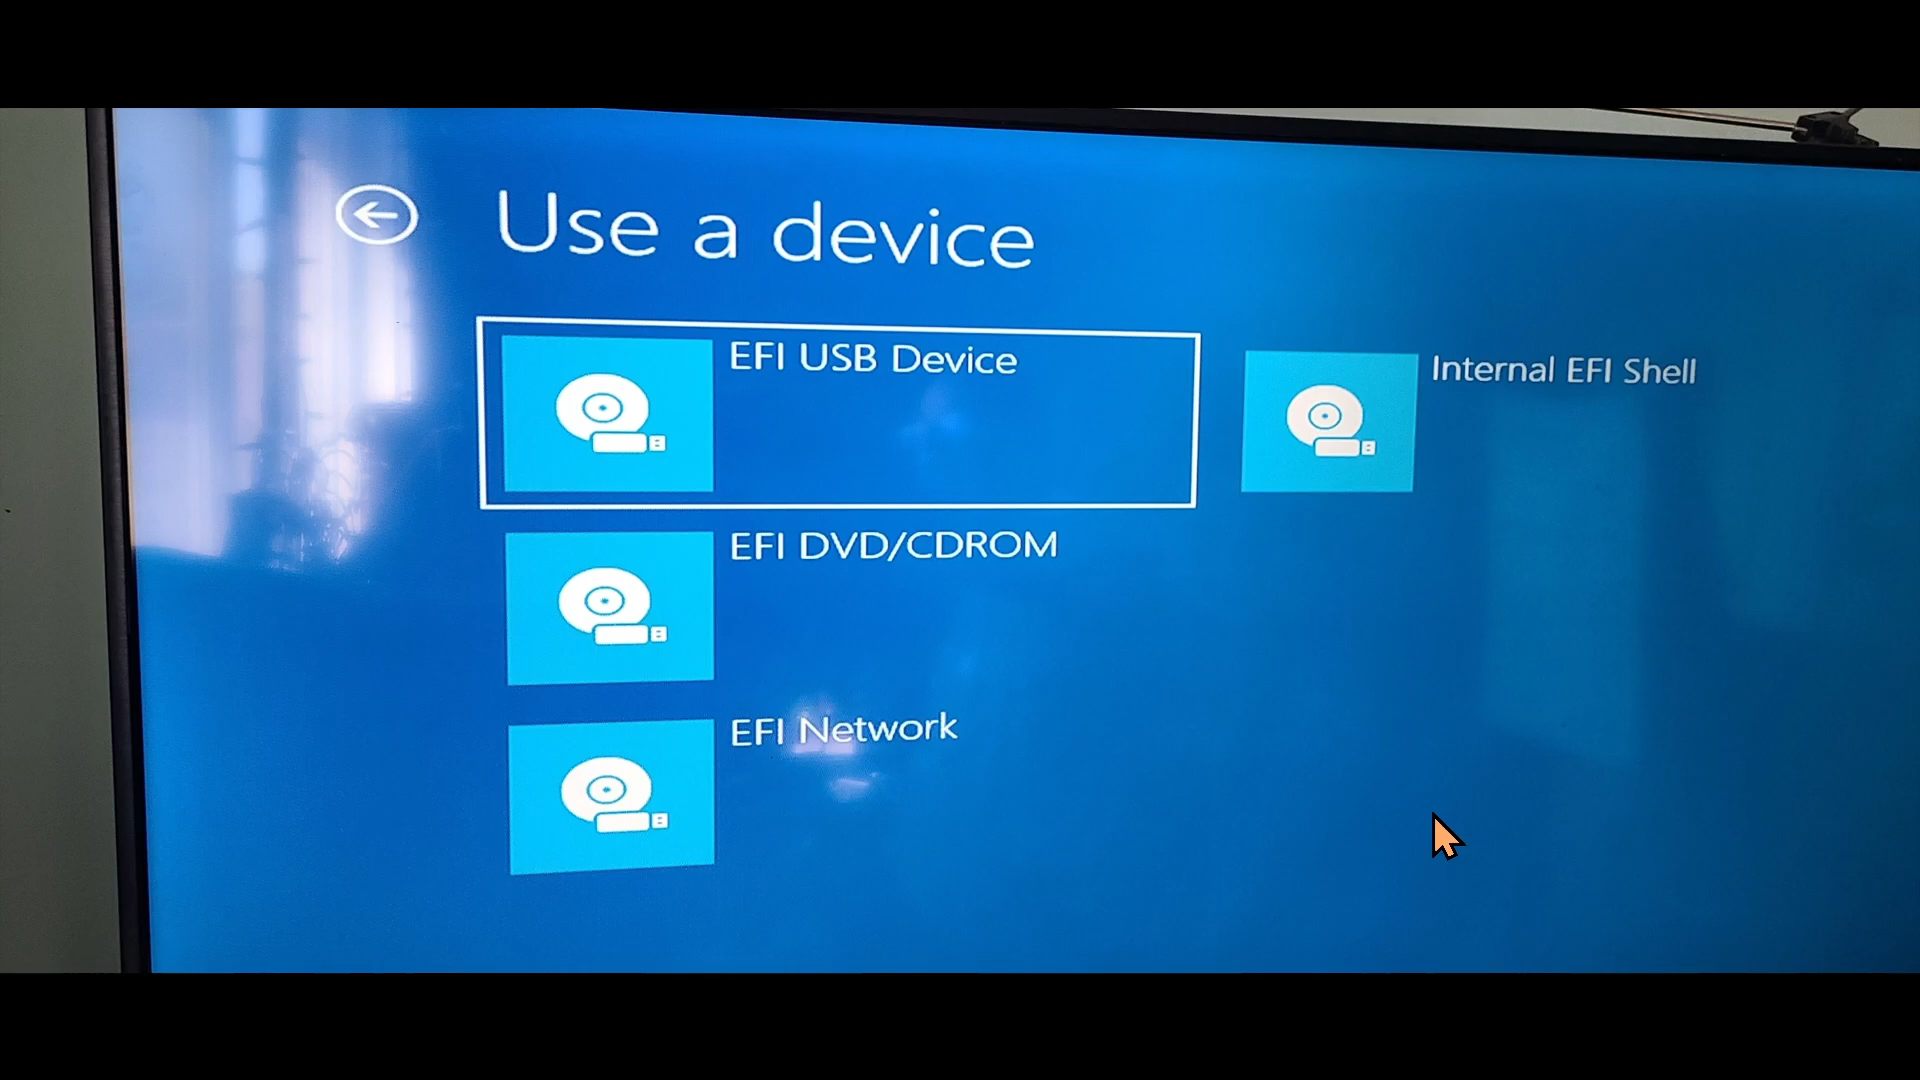 Use a device
EFI USB Device
Internal EFI Shell
EFI DVD/CDROM
EFI Network